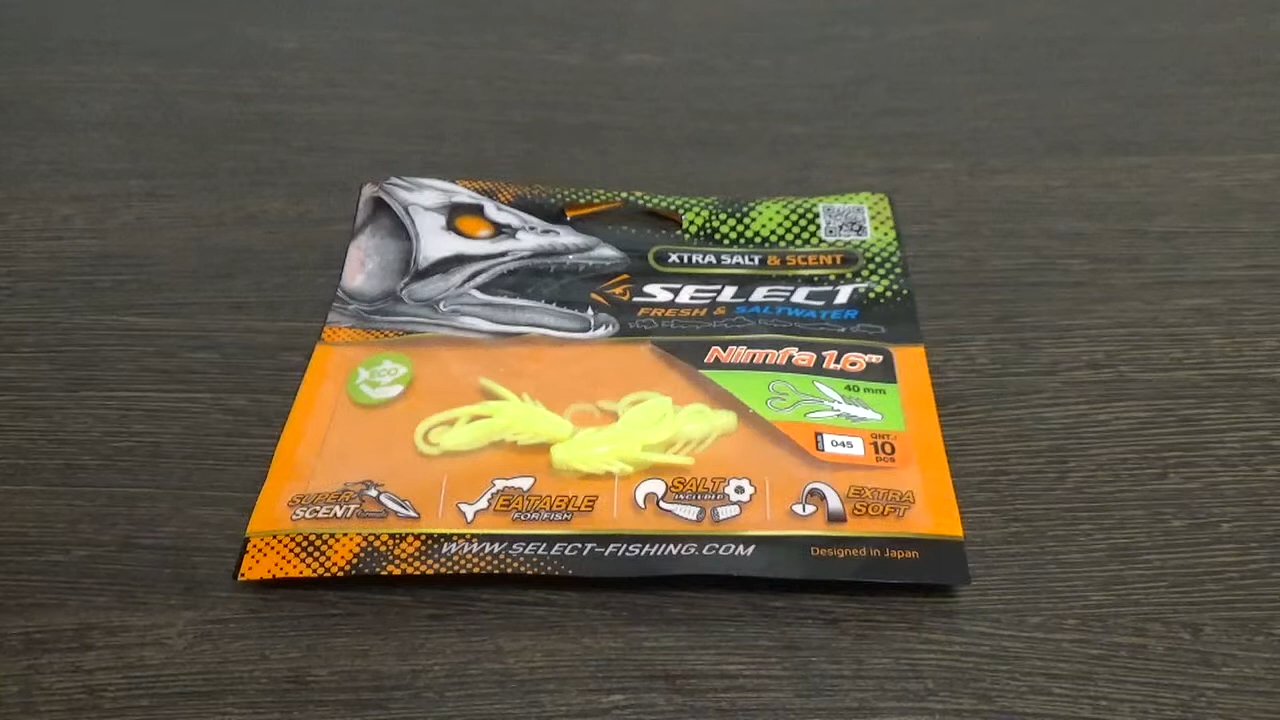 XTRA SALT & SCENT
SELECT
FRESH & SALTWATER
Nimfa 1.6"
ECO
40 mm
045
QNT.:
10
pcs
SUPER
SCENT
EATABLE
FOR FISH
SALT
INCLUDED
EXTRA
SOFT
WWW.SELECT-FISHING.COM
Designed in Japan